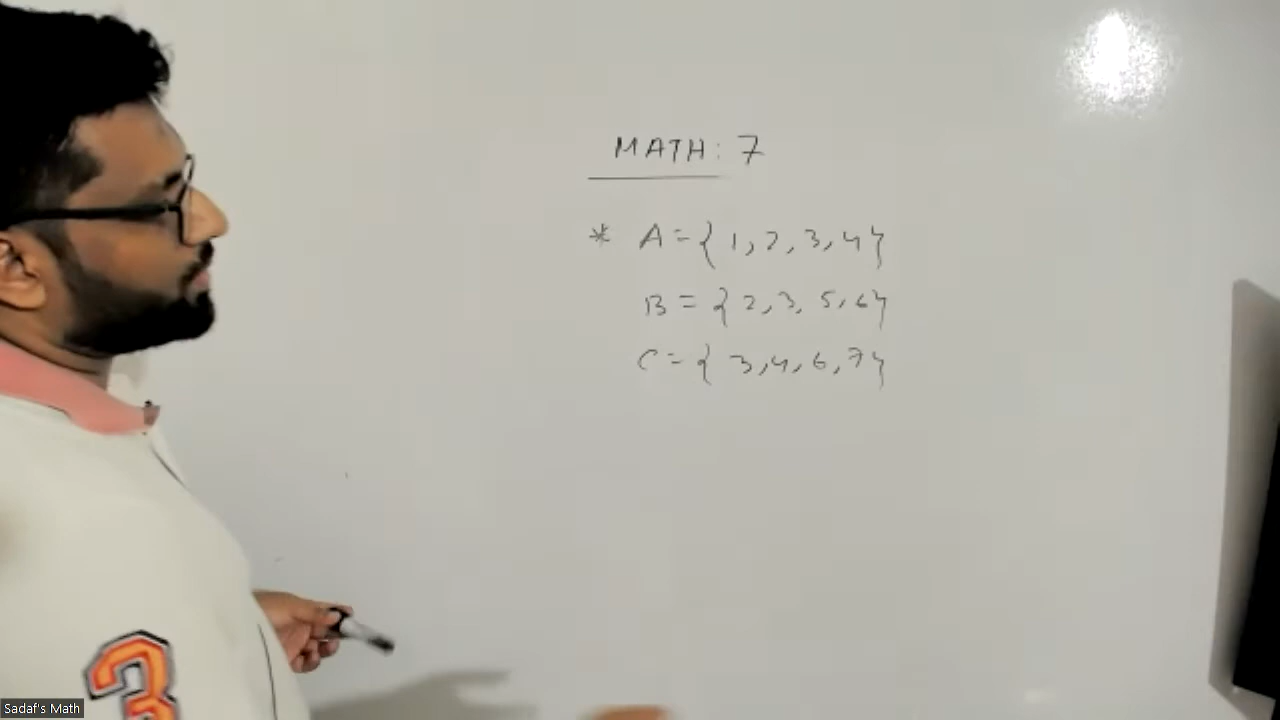 MATH: 7
* A = { 1, 2, 3, 4 }
B = { 2, 3, 5, 6 }
C = { 3, 4, 6, 7 }
3
Sadaf's Math